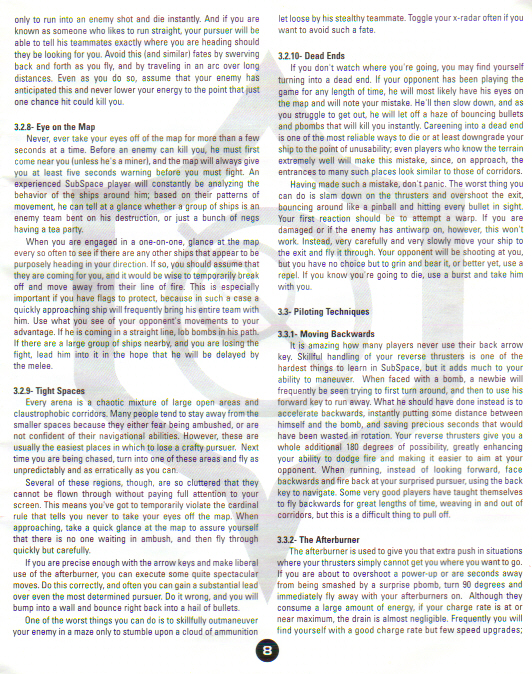 only to run into an enemy shot and die instantly. And if you are
known as someone who likes to run straight, your pursuer will be
able to tell his teammates exactly where you are heading should
they be looking for you. Avoid this (and similar) fates by swerving
back and forth as you fly, and by traveling in an arc over long
distances. Even as you do so, assume that your enemy has
anticipated this and never lower your energy to the point that just
one chance hit could kill you.
3.2.8- Eye on the Map
Never, ever take your eyes off of the map for more than a few
seconds at a time. Before an enemy can kill you, he must first
come near you (unless he's a miner), and the map will always give
you at least five seconds warning before you must fight. An
experienced SubSpace player will constantly be analyzing the
behavior of the ships around him; based on their patterns of
movement, he can tell at a glance whether a group of ships is an
enemy team bent on his destruction, or just a bunch of negs
having a tea party.
When you are engaged in a one-on-one, glance at the map
every so often to see if there are any other ships that appear to be
purposely heading in your direction. If so, you should assume that
they are coming for you, and it would be wise to temporarily break
off and move away from their line of fire. This is especially
important if you have flags to protect, because in such a case a
quickly approaching ship will frequently bring his entire team with
him. Use what you see of your opponent's movements to your
advantage. If he is coming in a straight line, lob bombs in his path.
If there are a large group of ships nearby, and you are losing the
fight, lead him into it in the hope that he will be delayed by
the melee.
3.2.9- Tight Spaces
Every arena is a chaotic mixture of large open areas and
claustrophobic corridors. Many people tend to stay away from the
smaller spaces because they either fear being ambushed, or are
not confident of their navigational abilities. However, these are
usually the easiest places in which to lose a crafty pursuer. Next
time you are being chased, turn into one of these areas and fly as
unpredictably and as erratically as you can.
Several of these regions, though, are so cluttered that they
cannot be flown through without paying full attention to your
screen. This means you've got to temporarily violate the cardinal
rule that tells you never to take your eyes off the map. When
approaching, take a quick glance at the map to assure yourself
that there is no one waiting in ambush, and then fly through
quickly but carefully.
If you are precise enough with the arrow keys and make liberal
use of the afterburner, you can execute some quite spectacular
moves. Do this correctly, and often you can gain a substantial lead
over even the most determined pursuer. Do it wrong, and you will
bump into a wall and bounce right back into a hail of bullets.
One of the worst things you can do is to skillfully outmaneuver
your enemy in a maze only to stumble upon a cloud of ammunition
let loose by his stealthy teammate. Toggle your x-radar often if you
want to avoid such a fate.
3.2.10- Dead Ends
If you don't watch where you're going, you may find yourself
turning into a dead end. If your opponent has been playing the
game for any length of time, he will most likely have his eyes on
the map and will note your mistake. He'll then slow down, and as
you struggle to get out, he will let off a haze of bouncing bullets
and pbombs that will kill you instantly. Careening into a dead end
is one of the most reliable ways to die or at least downgrade your
ship to the point of unusability; even players who know the terrain
extremely well will make this mistake, since, on approach, the
entrances to many such places look similar to those of corridors.
Having made such a mistake, don't panic. The worst thing you
can do is slam down on the thrusters and overshoot the exit,
bouncing around like a pinball and hitting every bullet in sight.
Your first reaction should be to attempt a warp. If you are
damaged or if the enemy has antiwarp on, however, this won't
work. Instead, very carefully and very slowly move your ship to
the exit and fly it through. Your opponent will be shooting at you,
but you have no choice but to grin and bear it, or better yet, use a
repel. If you know you're going to die, use a burst and take him
with you.
3.3- Piloting Techniques
3.3.1- Moving Backwards
It is amazing how many players never use their back arrow
key. Skillful handling of your reverse thrusters is one of the
hardest things to learn in SubSpace, but it adds much to your
ability to maneuver. When faced with a bomb, a newbie will
frequently be seen trying to first turn around, and then to use his
forward key to run away. What he should have done instead is to
accelerate backwards, instantly putting some distance between
himself and the bomb, and saving precious seconds that would
have been wasted in rotation. Your reverse thrusters give you a
whole additional 180 degrees of possibility, greatly enhancing
your ability to dodge fire and making it easier to aim at your
opponent. When running, instead of looking forward, face
backwards and fire back at your surprised pursuer, using the back
key to navigate. Some very good players have taught themselves
to fly backwards for great lengths of time, weaving in and out of
corridors, but this is a difficult thing to pull off.
3.3.2- The Afterburner
The afterburner is used to give you that extra push in situations
where your thrusters simply cannot get you where you want to go.
If you are about to overshoot a power-up or are seconds away
from being smashed by a surprise pbomb, turn 90 degrees and
immediately fly away with your afterburners on. Although they
consume a large amount of energy, if your charge rate is at or
near maximum, the drain is almost negligible. Frequently you will
find yourself with a good charge rate but few speed upgrades;
8